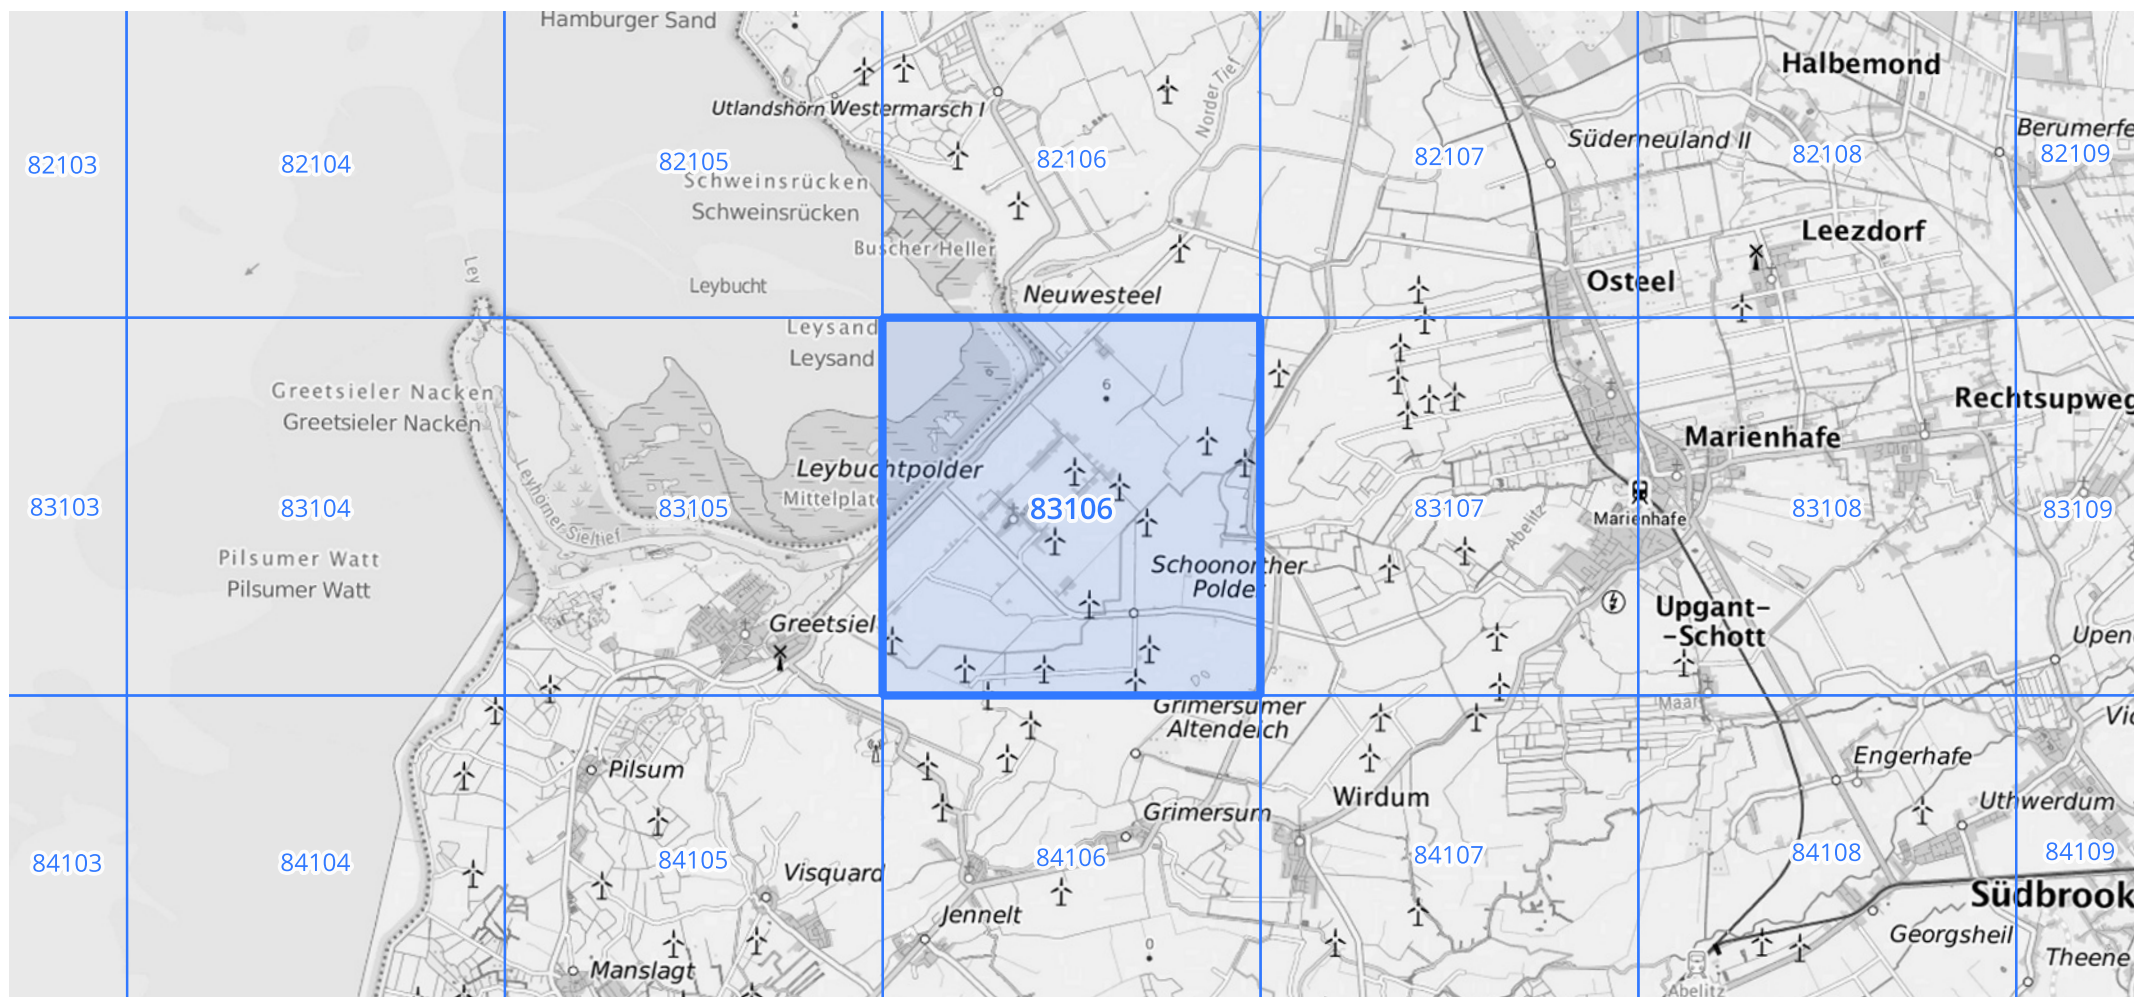 Hamburger Sand
Halbemond
Utlandshörn
Westermarsch I
Norder Tief
Süderneuland II
Berumerfe
82103
82104
82105
82106
82107
82108
82109
Schweinsrücken
Schweinsrücken
Buscher Heller
Leezdorf
Ley
Leybucht
Neuwesteel
Osteel
Leysand
Leysand
Greetsieler Nacken
Greetsieler Nacken
6
Rechtsupweg
Marienhafe
Leybuchtpolder
Mittelplate
Leyhörner Sieltief
83103
83104
83105
83106
83107
83108
83109
Marienhafe
Abelitz
Pilsumer Watt
Pilsumer Watt
Schoonorther
Polder
Greetsiel
Upgant-
-Schott
Upen
Do
Maar
Grimersumer
Altendeich
Vic
Pilsum
Engerhafe
Wirdum
Uthwerdum
Grimersum
84103
84104
84105
84106
84107
84108
84109
Visquard
Südbrook
Jennelt
Georgsheil
0
Manslagt
Theene
Abelitz